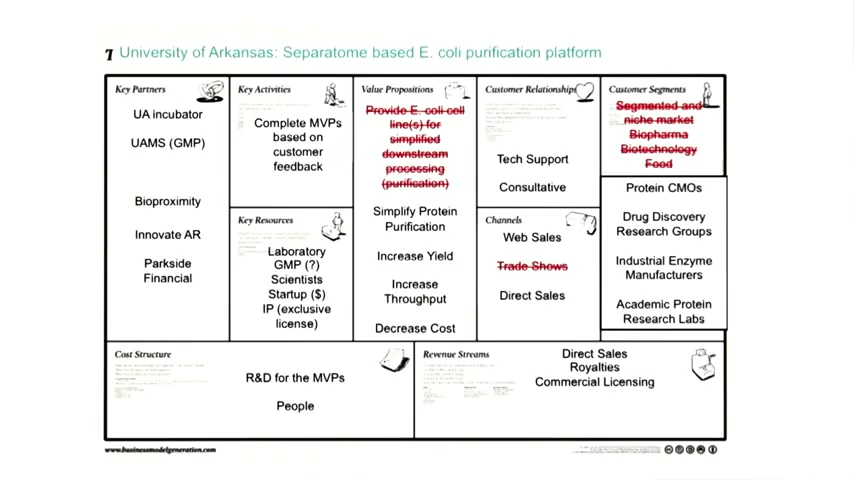 7 University of Arkansas: Separatome based E. coli purification platform
Key Partners
UA incubator
UAMS (GMP)
Bioproximity
Innovate AR
Parkside
Financial
Key Activities
Complete MVPs
based on
customer
feedback
Key Resources
Laboratory
GMP (?)
Scientists
Startup ($)
IP (exclusive
license)
Value Propositions
Provide E. coli cell
line(s) for
simplified
downstream
processing
(purification)
Simplify Protein
Purification
Increase Yield
Increase
Throughput
Decrease Cost
Customer Relationships
Tech Support
Consultative
Channels
Web Sales
Trade Shows
Direct Sales
Customer Segments
Segmented and
niche market
Biopharma
Biotechnology
Food
Protein CMOs
Drug Discovery
Research Groups
Industrial Enzyme
Manufacturers
Academic Protein
Research Labs
Cost Structure
R&D for the MVPs
People
Revenue Streams
Direct Sales
Royalties
Commercial Licensing
www.businessmodelgeneration.com